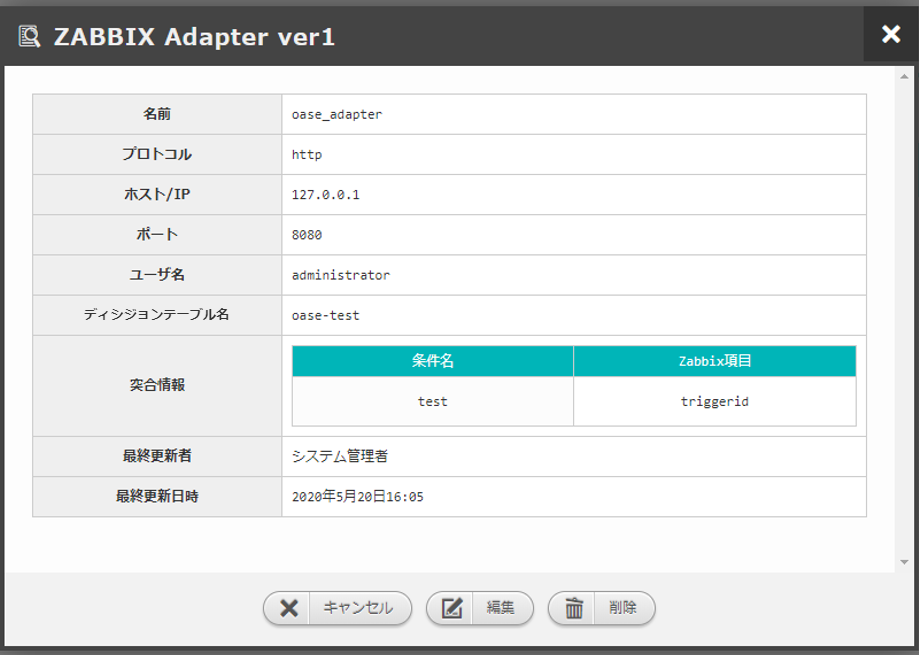 ZABBIX Adapter ver1
名前 oase_adapter
プロトコル http
ホスト/IP 127.0.0.1
ポート 8080
ユーザ名 administrator
ディシジョンテーブル名 oase-test
突合情報
条件名 Zabbix項目
test triggerid
最終更新者 システム管理者
最終更新日時 2020年5月20日16:05
キャンセル 編集 削除